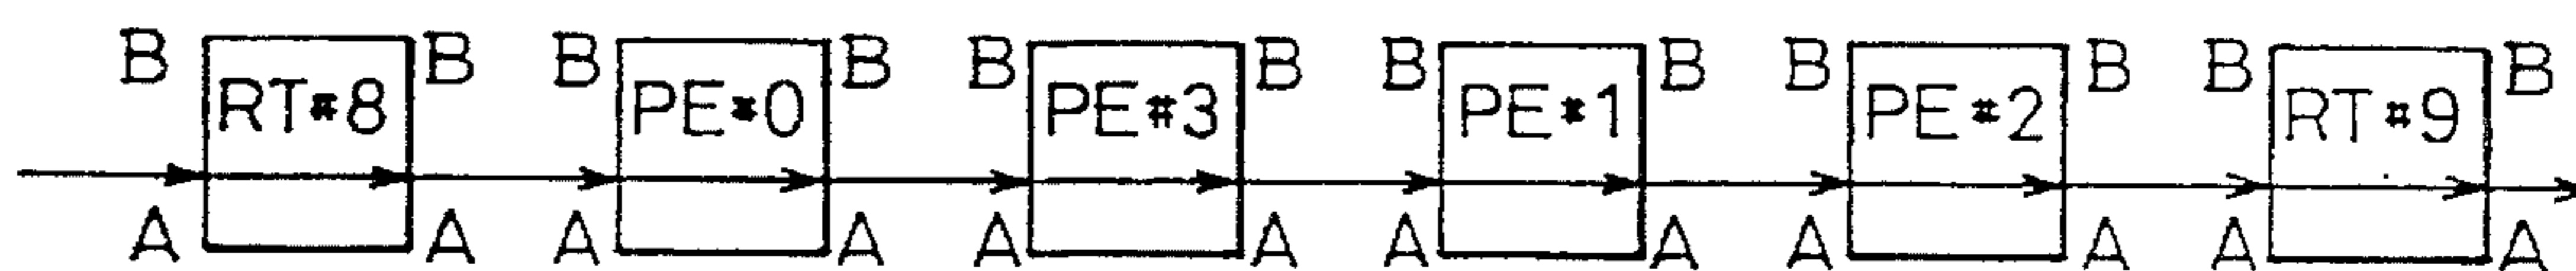 B B B B B B B B B B B B
RT#8 PE#0 PE#3 PE#1 PE#2 RT#9
A A A A A A A A A A A A